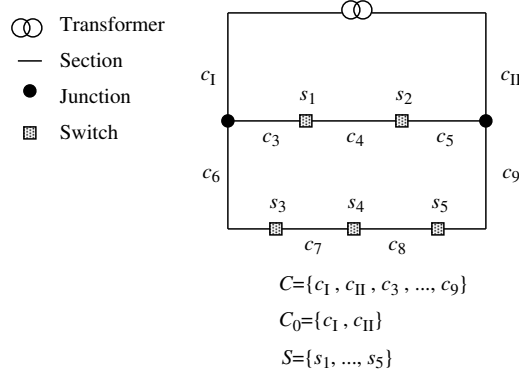 Transformer
Section
Junction
Switch
c_I
c_II
s_1
s_2
c_3
c_4
c_5
c_6
c_9
s_3
s_4
s_5
c_7
c_8
C={c_I , c_II , c_3 , ..., c_9}
C_0={c_I , c_II}
S={s_1, ..., s_5}